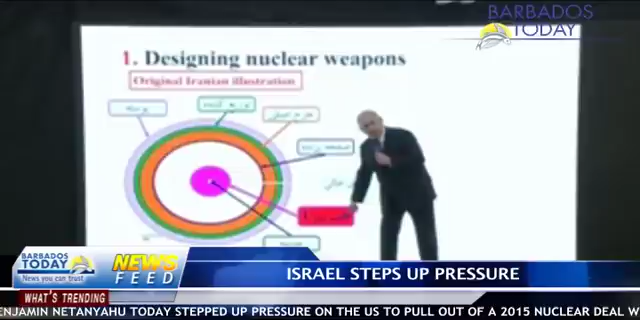 BARBADOS
TODAY
1. Designing nuclear weapons
Original Iranian illustration
توزیع کننده
BARBADOS
TODAY
News you can trust
NEWS
FEED
ISRAEL STEPS UP PRESSURE
WHAT'S TRENDING
ENJAMIN NETANYAHU TODAY STEPPED UP PRESSURE ON THE US TO PULL OUT OF A 2015 NUCLEAR DEAL W